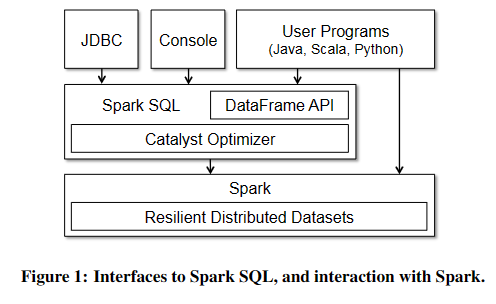 JDBC
Console
User Programs
(Java, Scala, Python)
Spark SQL
DataFrame API
Catalyst Optimizer
Spark
Resilient Distributed Datasets
Figure 1: Interfaces to Spark SQL, and interaction with Spark.